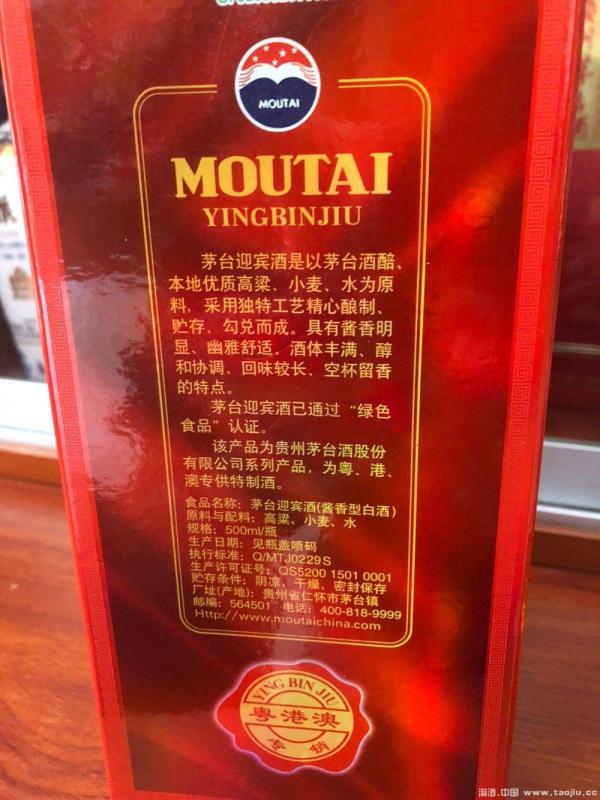 MOUTAI
MOUTAI
YINGBINJIU
茅台迎宾酒是以茅台酒醅、
本地优质高粱、小麦、水为原
料，采用独特工艺精心酿制、
贮存、勾兑而成。具有酱香明
显、幽雅舒适、酒体丰满、醇
和协调、回味较长、空杯留香
的特点。
茅台迎宾酒已通过“绿色
食品”认证。
该产品为贵州茅台酒股份
有限公司系列产品，为粤、港、
澳专供特制酒。
食品名称：茅台迎宾酒(酱香型白酒)
原料与配料：高粱、小麦、水
规格：500ml/瓶
生产日期：见瓶盖喷码
执行标准：Q/MTJ0229S
生产许可证号：QS5200 1501 0001
贮存条件：阴凉、干燥、密封保存
厂址(产地)：贵州省仁怀市茅台镇
邮编：564501 电话：400-818-9999
Http://www.moutaichina.com
YING BIN JIU
粤港澳
专销
淘酒.中国 www.taojiu.cc